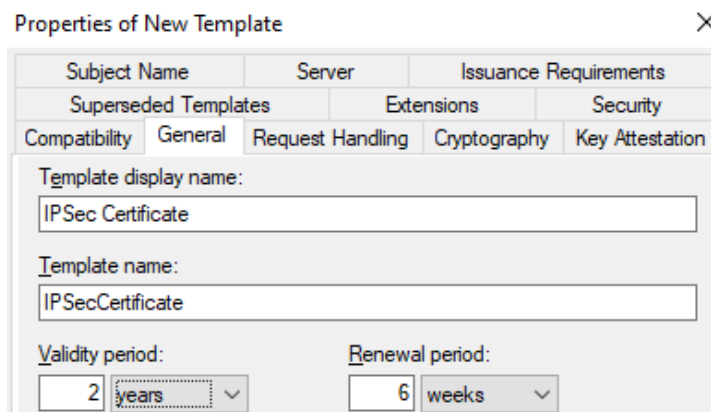 Properties of New Template
Subject Name Server Issuance Requirements
Superseded Templates Extensions Security
Compatibility General Request Handling Cryptography Key Attestation
Template display name:
IPSec Certificate
Template name:
IPSecCertificate
Validity period: Renewal period:
2 years 6 weeks